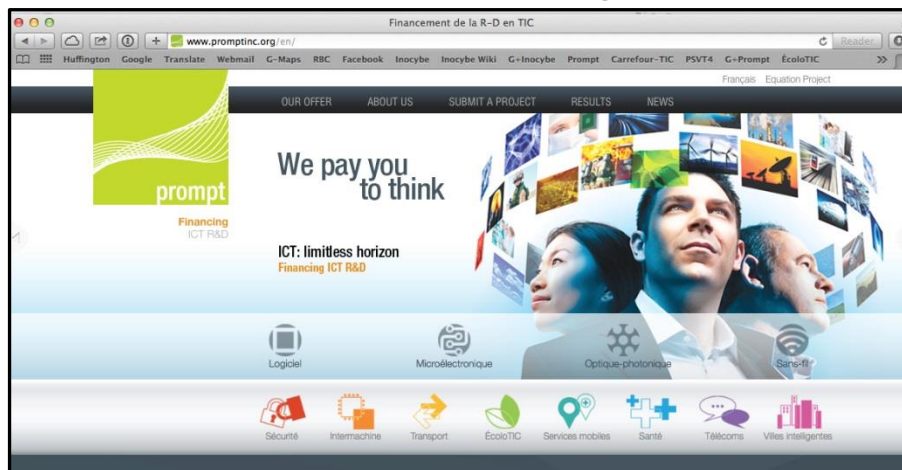 Financement de la R-D en TIC
www.promptinc.org/en/
Reader
Huffington Google Translate Webmail G-Maps RBC Facebook Inocybe Inocybe Wiki G+Inocybe Prompt Carrefour-TIC PSVT4 G+Prompt ÉcoloTIC
Français Equation Project
OUR OFFER ABOUT US SUBMIT A PROJECT RESULTS NEWS
prompt
Financing
ICT R&D
We pay you
to think
ICT: limitless horizon
Financing ICT R&D
Logiciel Microélectronique Optique-photonique Sans-fil
Sécurité Intermachine Transport ÉcoloTIC Services mobiles Santé Télécoms Villes intelligentes